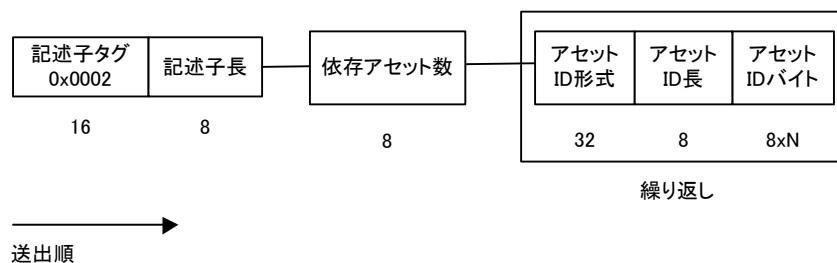 記述子タグ
0x0002
記述子長
依存アセット数
アセット
ID形式
アセット
ID長
アセット
IDバイト
16
8
8
32
8
8xN
繰り返し
送出順